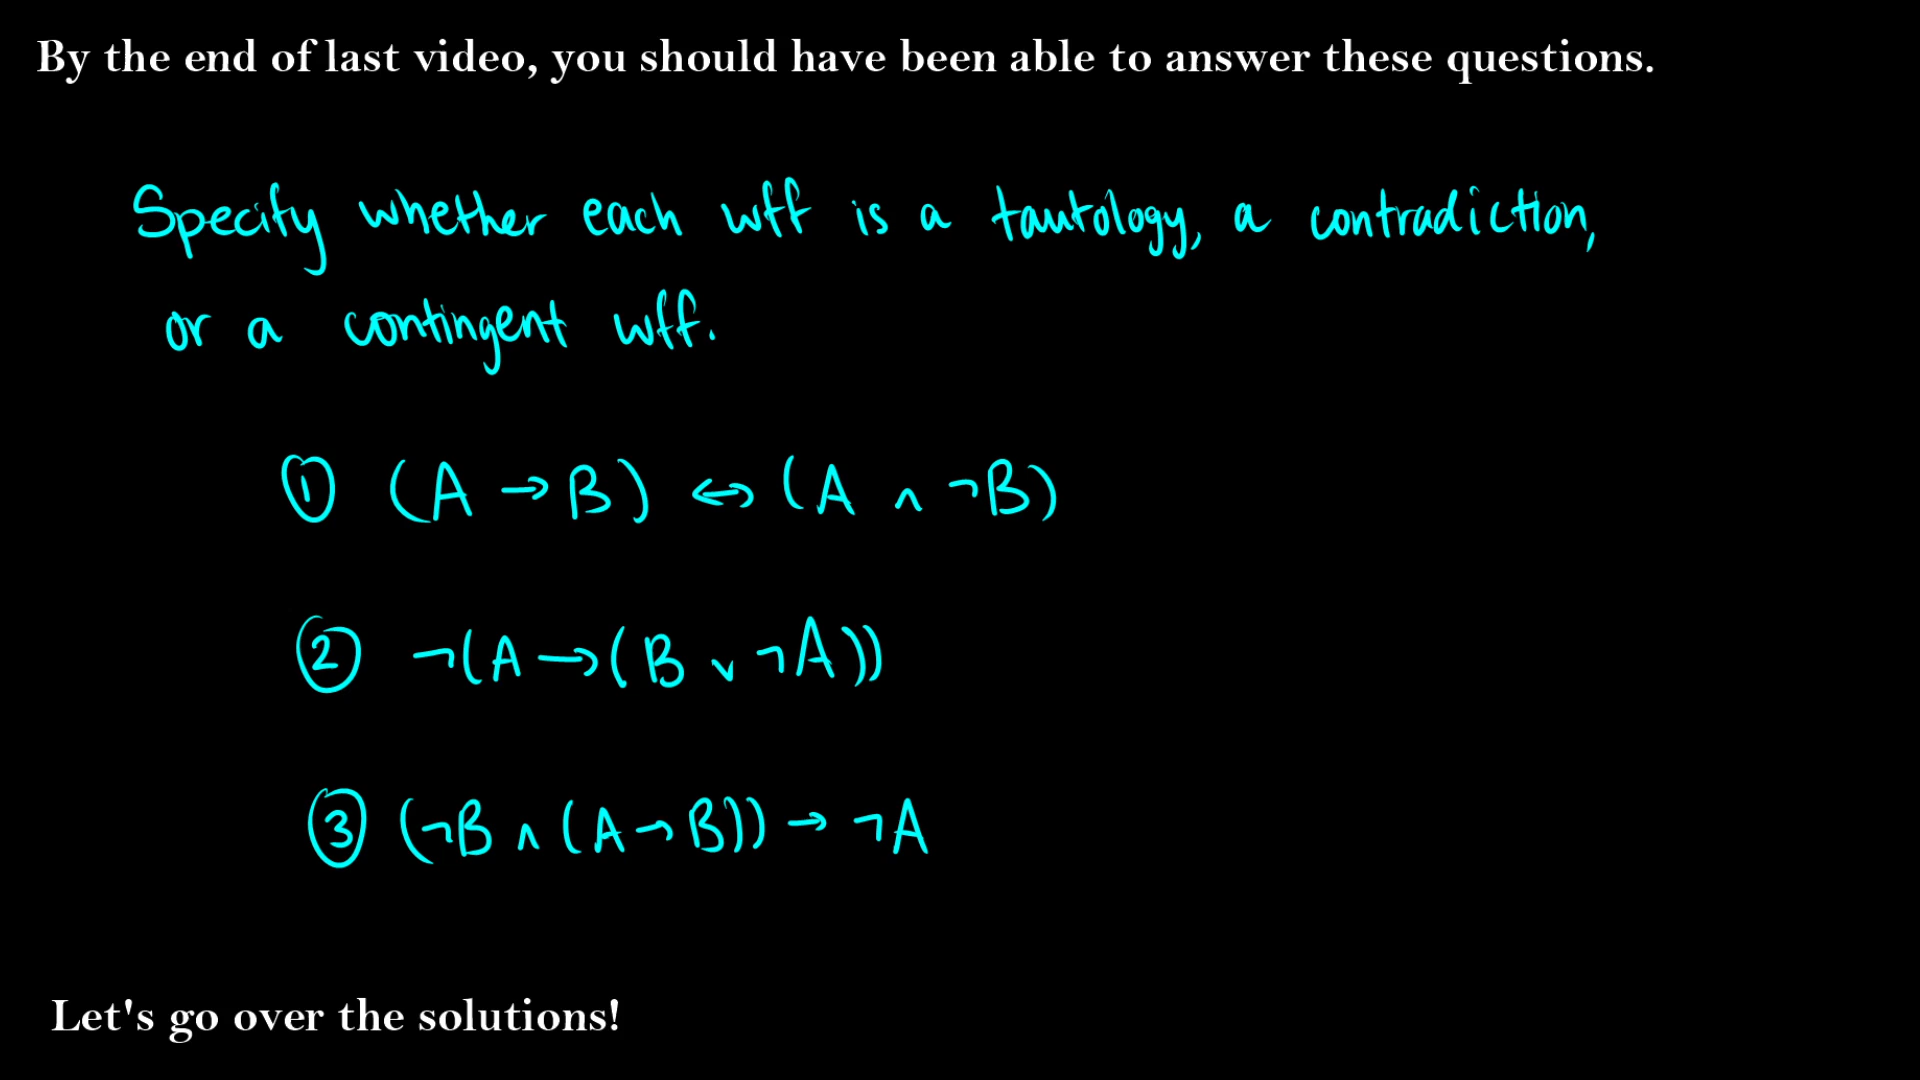 By the end of last video, you should have been able to answer these questions.
Specify whether each wff is a tautology, a contradiction,
or a contingent wff.
① (A → B) ↔ (A ∧ ¬B)
② ¬(A → (B ∨ ¬A))
③ (¬B ∧ (A → B)) → ¬A
Let's go over the solutions!